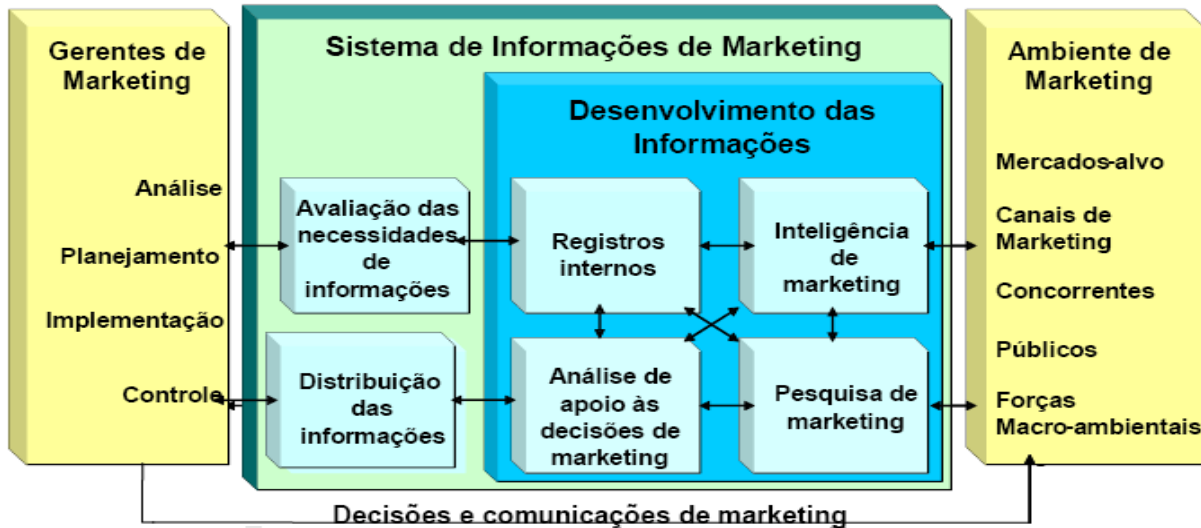 Gerentes de
Marketing
Análise
Planejamento
Implementação
Controle
Sistema de Informações de Marketing
Desenvolvimento das
Informações
Avaliação das
necessidades
de
informações
Registros
internos
Inteligência
de
marketing
Distribuição
das
informações
Análise de
apoio às
decisões de
marketing
Pesquisa de
marketing
Ambiente de
Marketing
Mercados-alvo
Canais de
Marketing
Concorrentes
Públicos
Forças
Macro-ambientais
Decisões e comunicações de marketing